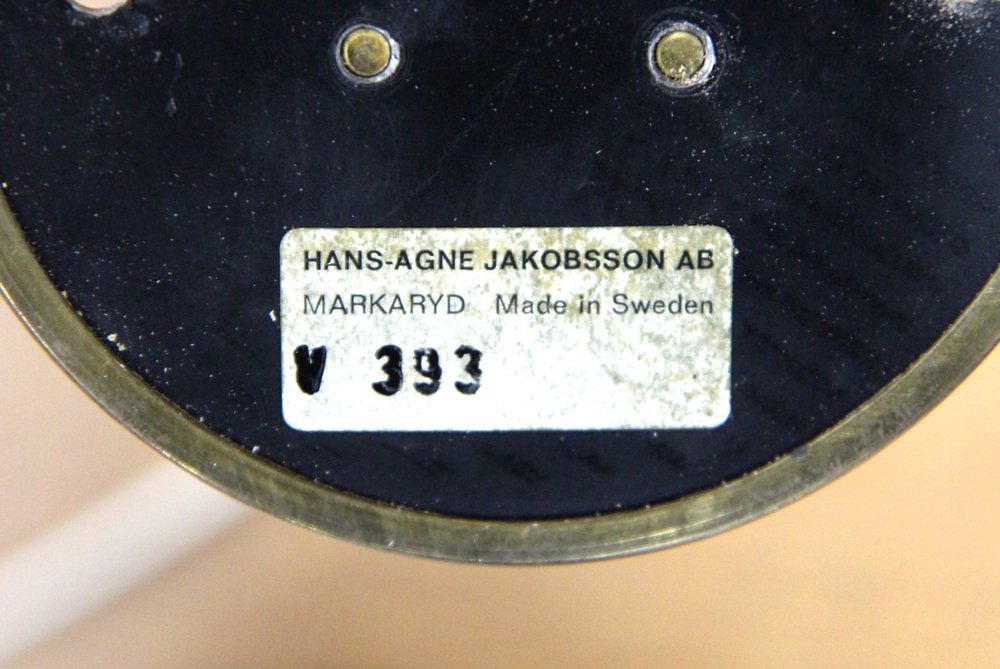 HANS-AGNE JAKOBSSON AB
MARKARYD Made in Sweden
V 393